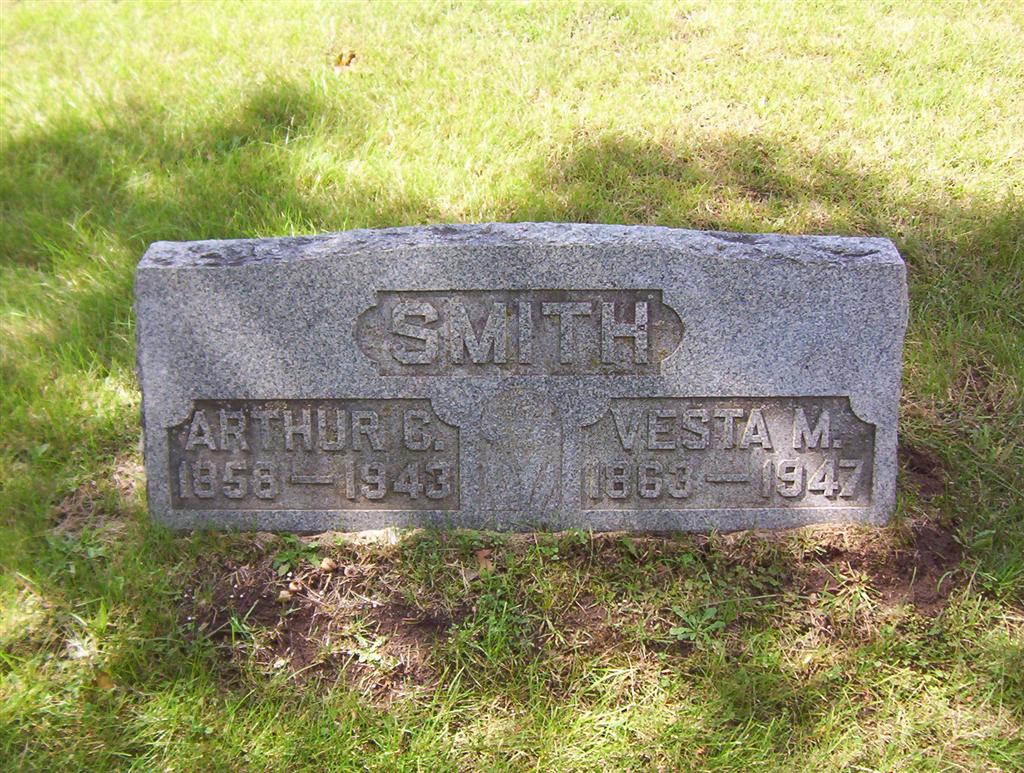 SMITH
ARTHUR C.
1858 — 1943
VESTA M.
1863 — 1947